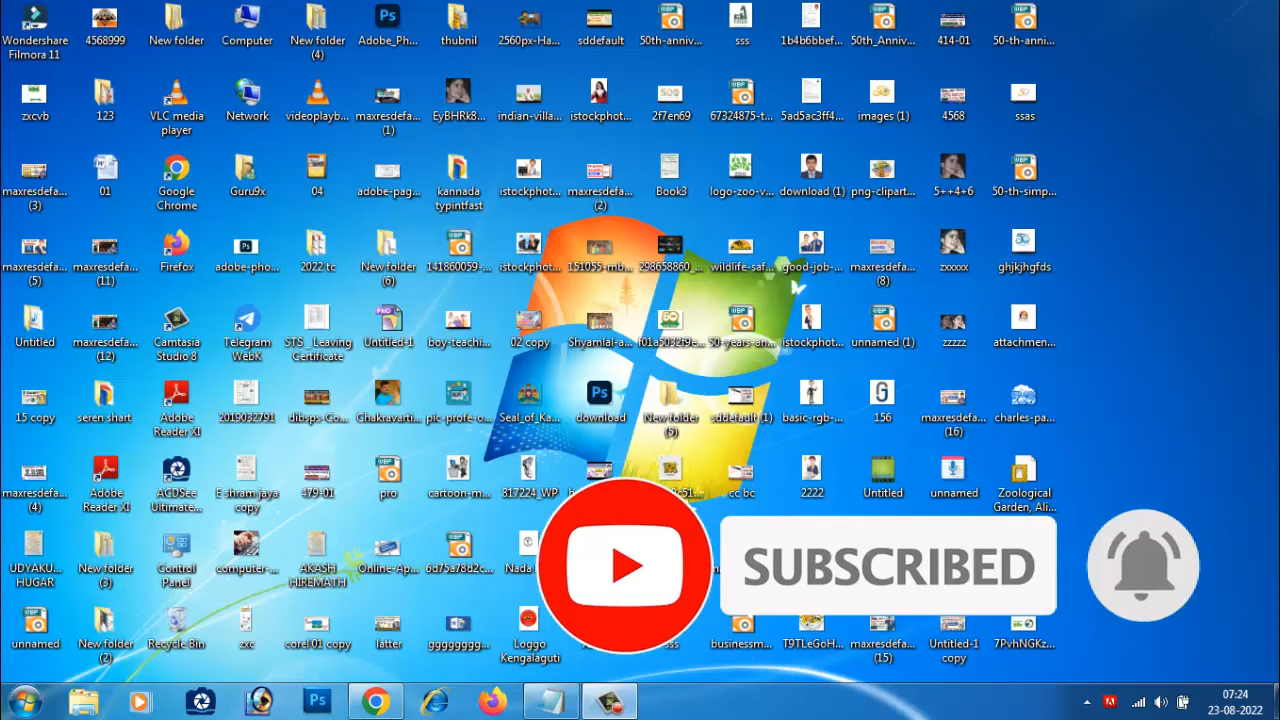 Wondershare Filmora 11
4568999
New folder
Computer
New folder (4)
Adobe_Ph...
thubnil
2560px-Ha...
sddefault
50th-anniv...
sss
1b4b6bbef...
50th_Anniv...
414-01
50-th-anni...
zxcvb
123
VLC media player
Network
videoplayb...
maxresdefa... (1)
EyBHRk8...
indian-villa...
istockphot...
2f7en69
67324875-t...
5ad5ac3ff4...
images (1)
4568
ssas
maxresdefa... (3)
01
Google Chrome
Guru9x
04
adobe-pag...
kannada typintfast
istockphot...
maxresdefa... (2)
Book3
logo-zoo-v...
download (1)
png-clipart...
5++4+6
50-th-simp...
maxresdefa... (5)
maxresdefa... (11)
Firefox
adobe-pho...
2022 tc
New folder (6)
141860059-...
istockphot...
151055-mb...
298658860_...
wildlife-saf...
good-job-...
maxresdefa... (8)
zxxxxx
ghjkjhgfds
Untitled
maxresdefa... (12)
Camtasia Studio 8
Telegram WebK
STS_ Leaving Certificate
Untitled-1
boy-teachi...
02 copy
Shyamlal-a...
f01a5032f9e...
50-years-an...
istockphot...
unnamed (1)
zzzzz
attachmen...
15 copy
seren shart
Adobe Reader XI
2019032791
dibsps Co...
Chakravarti...
pic-profe-o...
Seal_of_Ka...
download
New folder (5)
sddefault (1)
basic-rgb-...
156
maxresdefa... (16)
charles-pa...
maxresdefa... (4)
Adobe Reader XI
ACDSee Ultimate...
E shram jaya copy
479-01
pro
cartoon-m...
817224_WP
cc bc
2222
Untitled
unnamed
Zoological Garden, Ali...
UDYAKU... HUGAR
New folder (3)
Control Panel
computer-...
AKASH HIREMATH
Online-Ap...
6d75a78d2c...
Nada
SUBSCRIBED
unnamed
New folder (2)
Recycle Bin
zxc
corel 01 copy
latter
gggggggg...
Loggo Kengalaguti
sss
businessm...
T9TLeGoH...
maxresdefa... (15)
Untitled-1 copy
7PvhNGKz...
07:24
23-08-2022